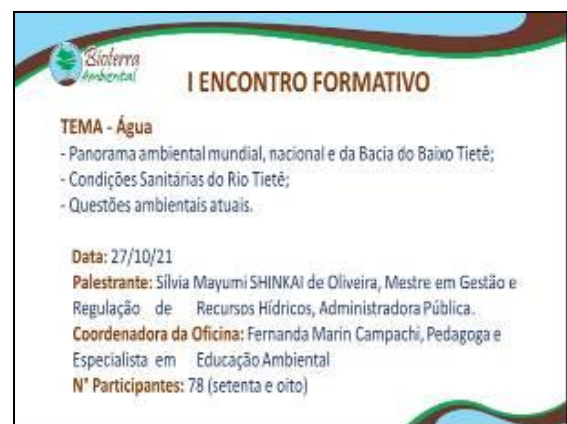 Bioterra
Ambiental
I ENCONTRO FORMATIVO
TEMA - Água
- Panorama ambiental mundial, nacional e da Bacia do Baixo Tietê;
- Condições Sanitárias do Rio Tietê;
- Questões ambientais atuais.
Data: 27/10/21
Palestrante: Sílvia Mayumi SHINKAI de Oliveira, Mestre em Gestão e
Regulação de Recursos Hídricos, Administradora Pública.
Coordenadora da Oficina: Fernanda Marin Campachi, Pedagoga e
Especialista em Educação Ambiental
N° Participantes: 78 (setenta e oito)